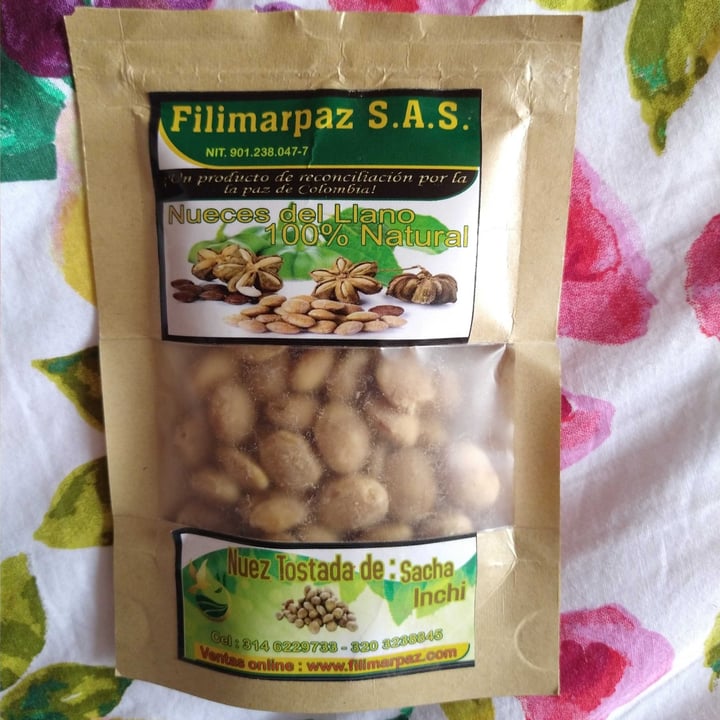 Filimarpaz S.A.S.
NIT. 901.238.047-7
¡Un producto de reconciliación por la
la paz de Colombia!
Nueces del Llano
100% Natural
Nuez Tostada de : Sacha
Inchi
Cel : 314 6229733 - 320 3238845
Ventas online : www.filimarpaz.com